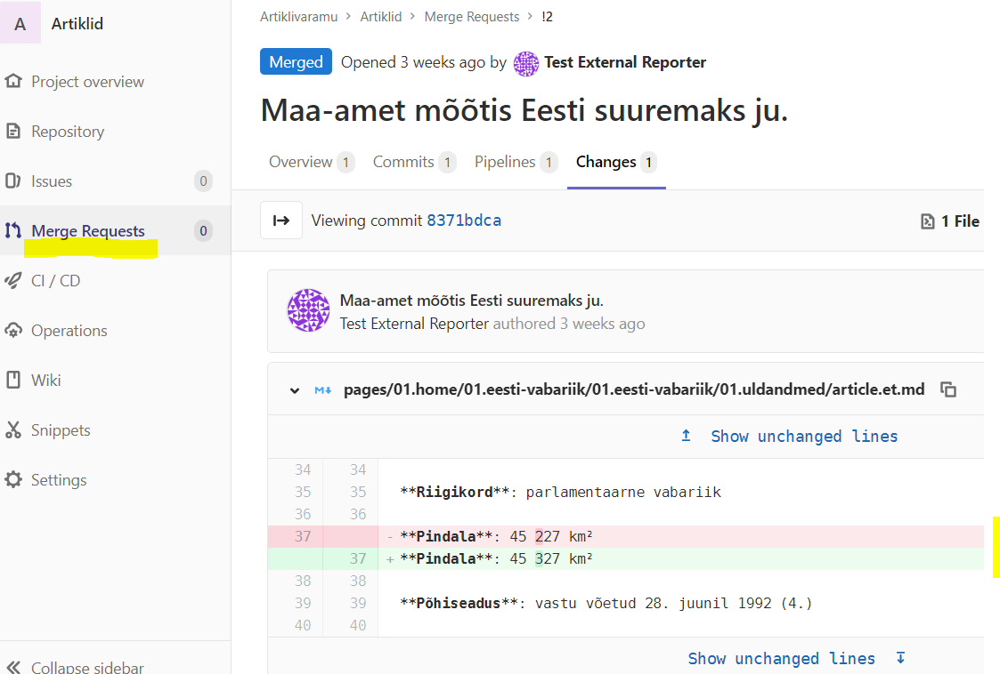 A Artiklid
Project overview
Repository
Issues 0
Merge Requests 0
CI / CD
Operations
Wiki
Snippets
Settings
Collapse sidebar
Artiklivaramu > Artiklid > Merge Requests > !2
Merged Opened 3 weeks ago by Test External Reporter
Maa-amet mõõtis Eesti suuremaks ju.
Overview 1 Commits 1 Pipelines 1 Changes 1
Viewing commit 8371bdca 1 File
Maa-amet mõõtis Eesti suuremaks ju.
Test External Reporter authored 3 weeks ago
M pages/01.home/01.eesti-vabariik/01.eesti-vabariik/01.uldandmed/article.et.md
Show unchanged lines
34 34
35 35 **Riigikord**: parlamentaarne vabariik
36 36
37 - **Pindala**: 45 227 km²
37 + **Pindala**: 45 327 km²
38 38
39 39 **Põhiseadus**: vastu võetud 28. juunil 1992 (4.)
40 40
Show unchanged lines